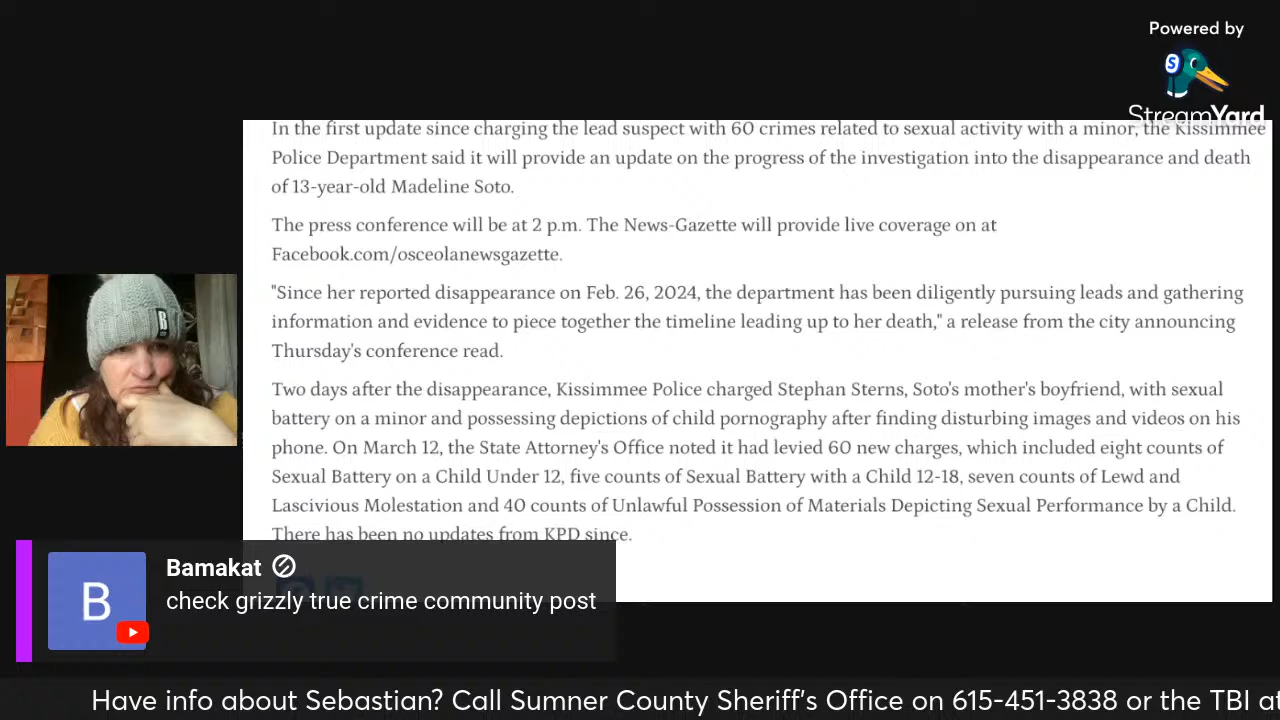 Powered by
S
StreamYard
In the first update since charging the lead suspect with 60 crimes related to sexual activity with a minor, the Kissimmee
Police Department said it will provide an update on the progress of the investigation into the disappearance and death
of 13-year-old Madeline Soto.
The press conference will be at 2 p.m. The News-Gazette will provide live coverage on at
Facebook.com/osceolanewsgazette.
"Since her reported disappearance on Feb. 26, 2024, the department has been diligently pursuing leads and gathering
information and evidence to piece together the timeline leading up to her death," a release from the city announcing
Thursday's conference read.
Two days after the disappearance, Kissimmee Police charged Stephan Sterns, Soto's mother's boyfriend, with sexual
battery on a minor and possessing depictions of child pornography after finding disturbing images and videos on his
phone. On March 12, the State Attorney's Office noted it had levied 60 new charges, which included eight counts of
Sexual Battery on a Child Under 12, five counts of Sexual Battery with a Child 12-18, seven counts of Lewd and
Lascivious Molestation and 40 counts of Unlawful Possession of Materials Depicting Sexual Performance by a Child.
There has been no updates from KPD since.
B
Bamakat
check grizzly true crime community post
Have info about Sebastian? Call Sumner County Sheriff's Office on 615-451-3838 or the TBI at